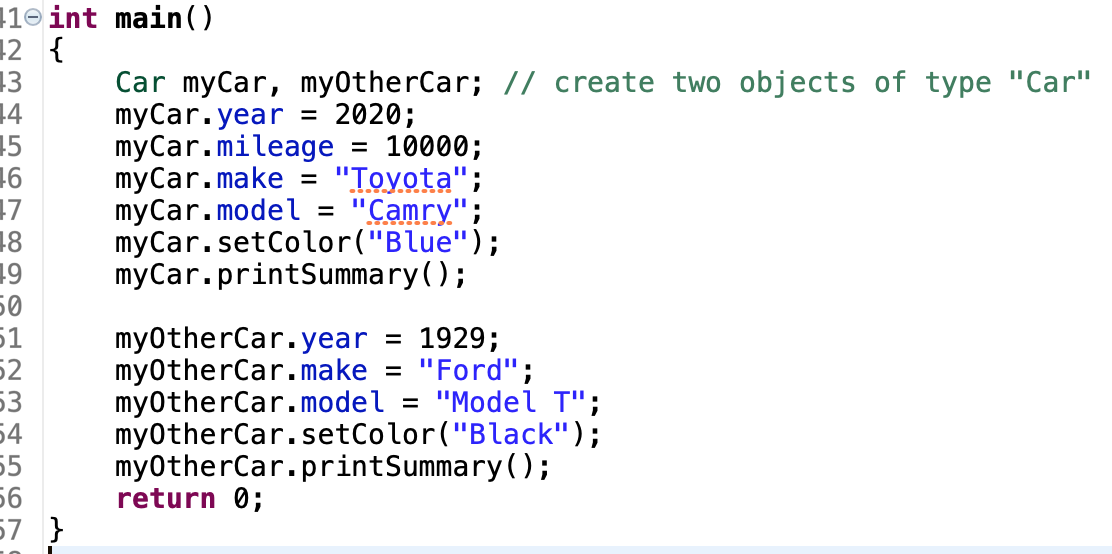 41 int main()
42 {
43 Car myCar, myOtherCar; // create two objects of type "Car"
44 myCar.year = 2020;
45 myCar.mileage = 10000;
46 myCar.make = "Toyota";
47 myCar.model = "Camry";
48 myCar.setColor("Blue");
49 myCar.printSummary();
50
51 myOtherCar.year = 1929;
52 myOtherCar.make = "Ford";
53 myOtherCar.model = "Model T";
54 myOtherCar.setColor("Black");
55 myOtherCar.printSummary();
56 return 0;
57 }